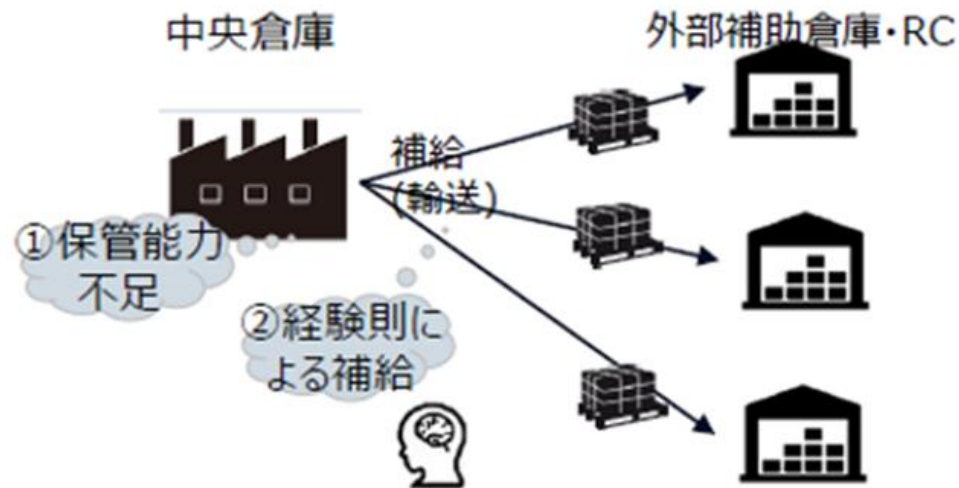 中央倉庫
外部補助倉庫・RC
補給
(輸送)
①保管能力
不足
②経験則に
よる補給